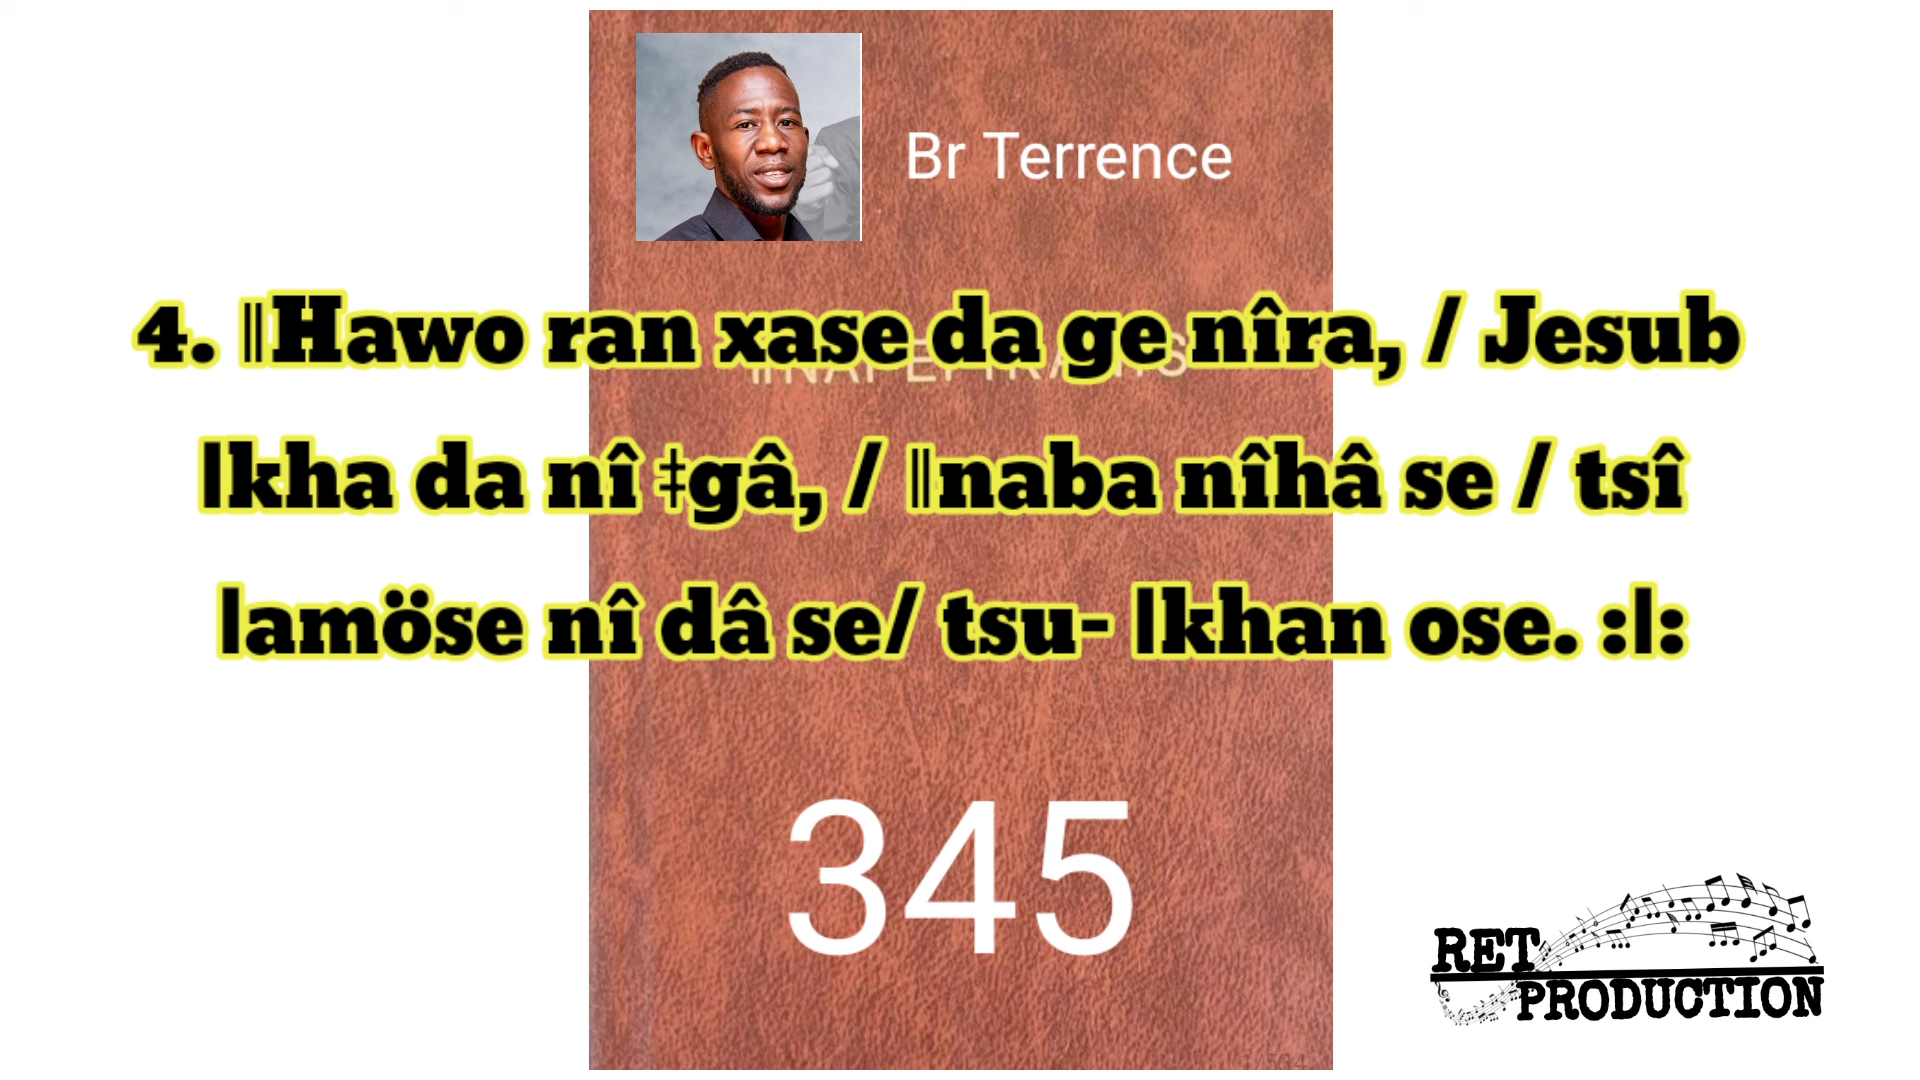 Br Terrence
4. ǁHawo ran xase da ge nîra, / Jesub
ǀkha da nî ǂgâ, / ǁnaba nîhâ se / tsî
ǀamöse nî dâ se/ tsu- ǀkhan ose. :ǀ:
345
RET
PRODUCTION